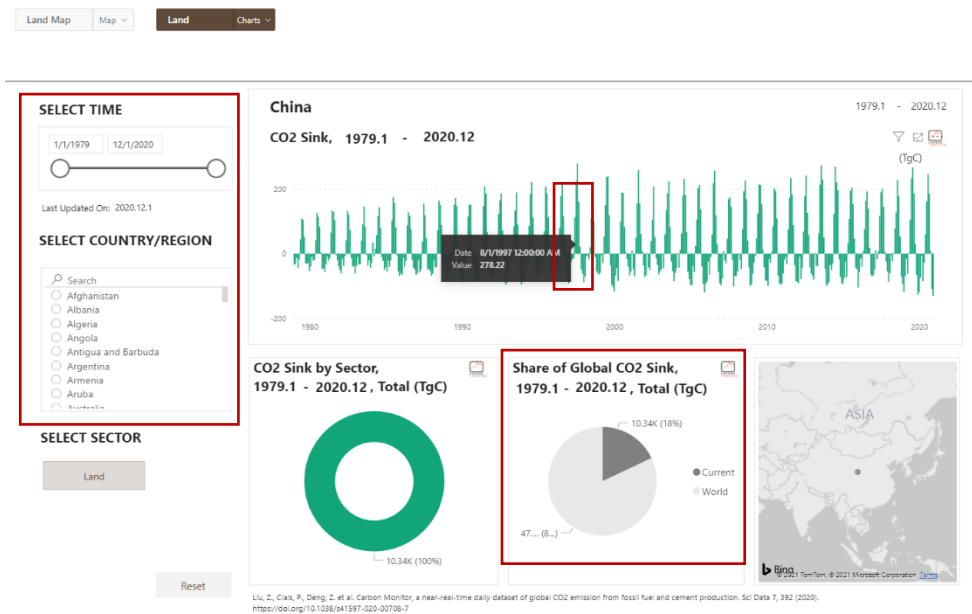 Land Map Map
Land Charts
SELECT TIME
1/1/1979 12/1/2020
Last Updated On: 2020.12.1
SELECT COUNTRY/REGION
Search
Afghanistan
Albania
Algeria
Angola
Antigua and Barbuda
Argentina
Armenia
Aruba
Australia
SELECT SECTOR
Land
Reset
China
1979.1 - 2020.12
CO2 Sink, 1979.1 - 2020.12
(TgC)
200
0
-200
Date 8/1/1997 12:00:00 AM
Value 278.22
1980 1990 2000 2010 2020
CO2 Sink by Sector,
1979.1 - 2020.12 , Total (TgC)
10.34K (100%)
Share of Global CO2 Sink,
1979.1 - 2020.12 , Total (TgC)
10.34K (18%)
Current
World
47.... (8...)
ASIA
Bing
© 2021 TomTom, © 2021 Microsoft Corporation Terms
Liu, Z., Ciais, P., Deng, Z. et al. Carbon Monitor, a near-real-time daily dataset of global CO2 emission from fossil fuel and cement production. Sci Data 7, 392 (2020).
https://doi.org/10.1038/s41597-020-00708-7